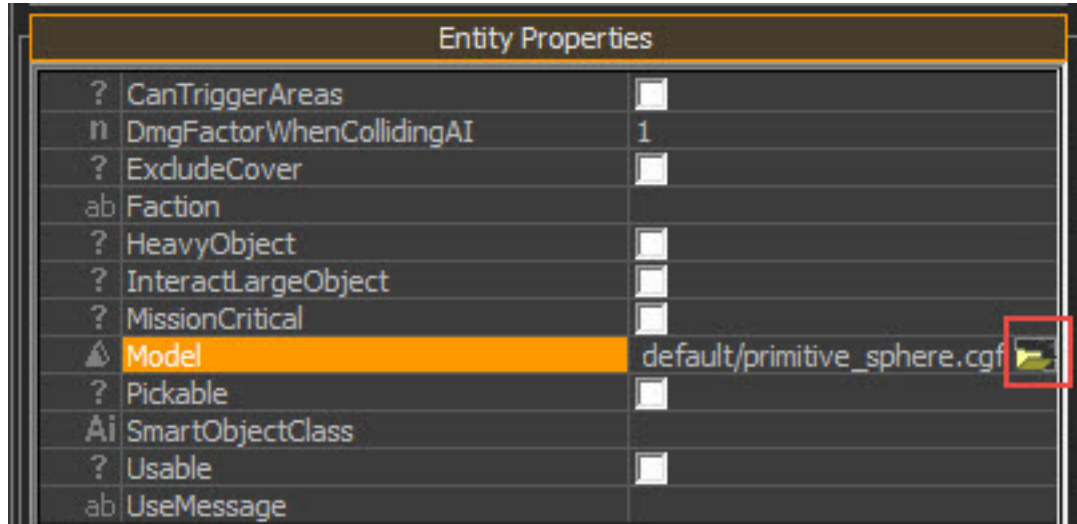 Entity Properties
? CanTriggerAreas
n DmgFactorWhenCollidingAI 1
? ExcludeCover
ab Faction
? HeavyObject
? InteractLargeObject
? MissionCritical
Model default/primitive_sphere.cgf
? Pickable
Ai SmartObjectClass
? Usable
ab UseMessage